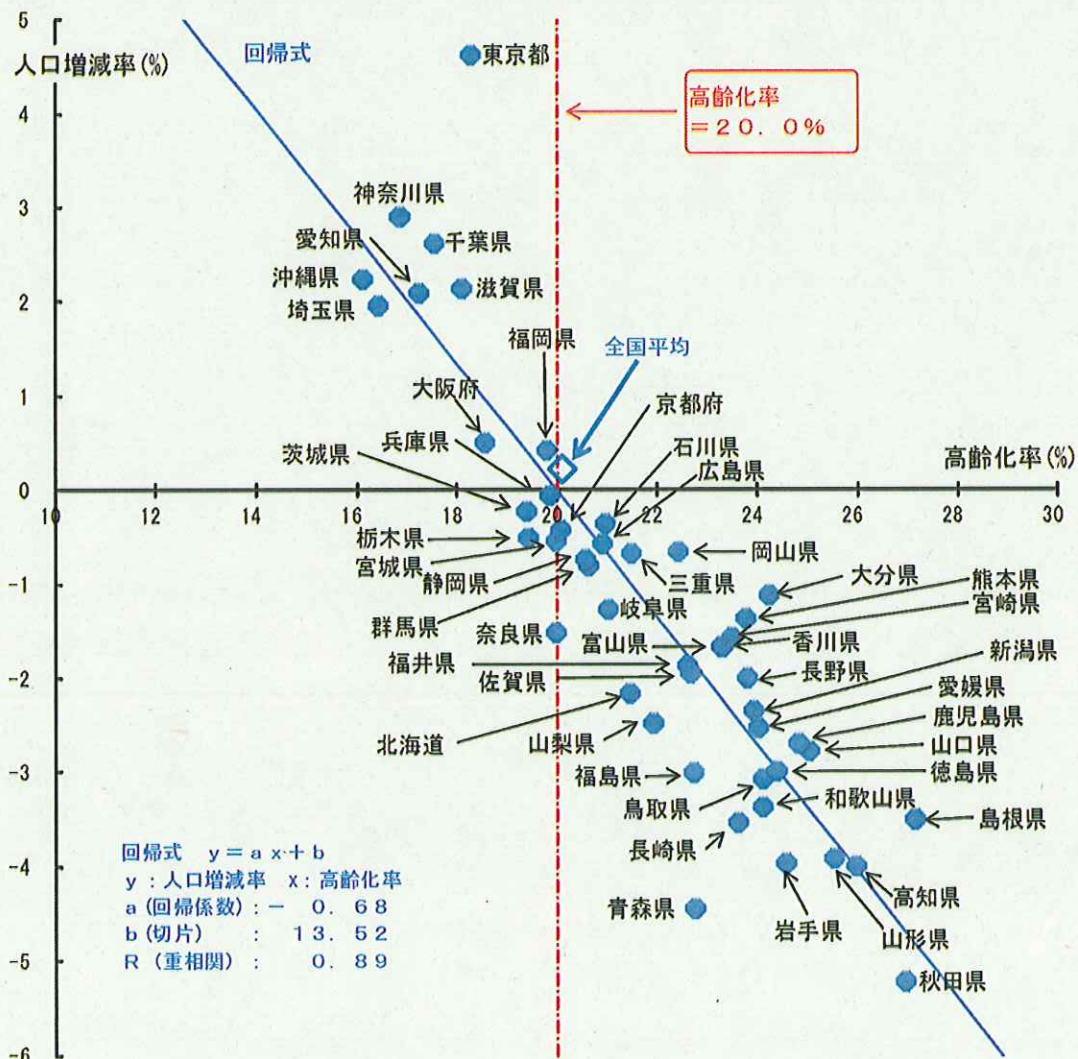 5
人口増減率(%)
回帰式
東京都
高齢化率
=20.0%
4
3
神奈川県
愛知県
千葉県
沖縄県
滋賀県
2
埼玉県
福岡県
全国平均
大阪府
京都府
1
兵庫県
石川県
茨城県
広島県
高齢化率(%)
0
10
12
14
16
18
20
22
24
26
28
30
栃木県
宮城県
岡山県
静岡県
三重県
大分県
熊本県
-1
宮崎県
群馬県
岐阜県
奈良県
富山県
香川県
新潟県
福井県
佐賀県
長野県
愛媛県
-2
鹿児島県
北海道
山梨県
山口県
福島県
徳島県
-3
鳥取県
和歌山県
島根県
長崎県
回帰式 y=ax+b
y:人口増減率 x:高齢化率
a(回帰係数):- 0.68
b(切片) : 13.52
R(重相関): 0.89
-4
青森県
高知県
岩手県
山形県
-5
秋田県
-6